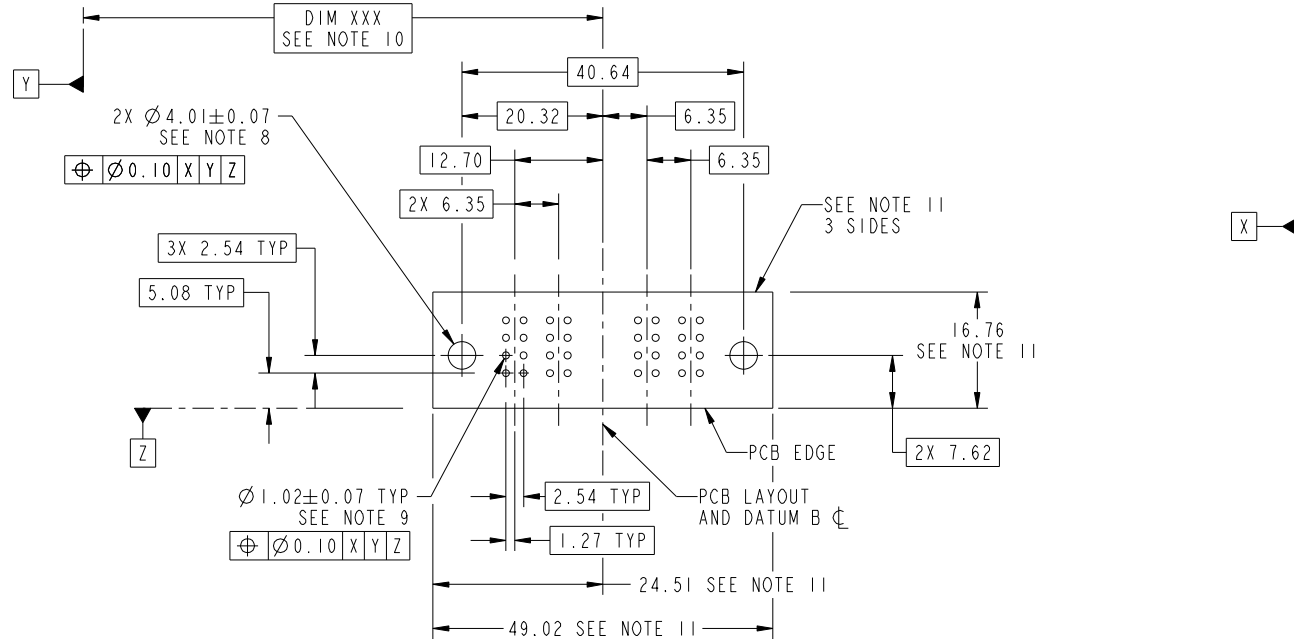 DIM XXX
SEE NOTE 10
Y
40.64
2X Ø4.01±0.07
SEE NOTE 8
20.32
6.35
⌖ Ø0.10 X Y Z
12.70
6.35
2X 6.35
SEE NOTE 11
3 SIDES
X
3X 2.54 TYP
5.08 TYP
16.76
SEE NOTE 11
Z
PCB EDGE
2X 7.62
Ø1.02±0.07 TYP
SEE NOTE 9
2.54 TYP
PCB LAYOUT
AND DATUM B ℄
⌖ Ø0.10 X Y Z
1.27 TYP
24.51 SEE NOTE 11
49.02 SEE NOTE 11